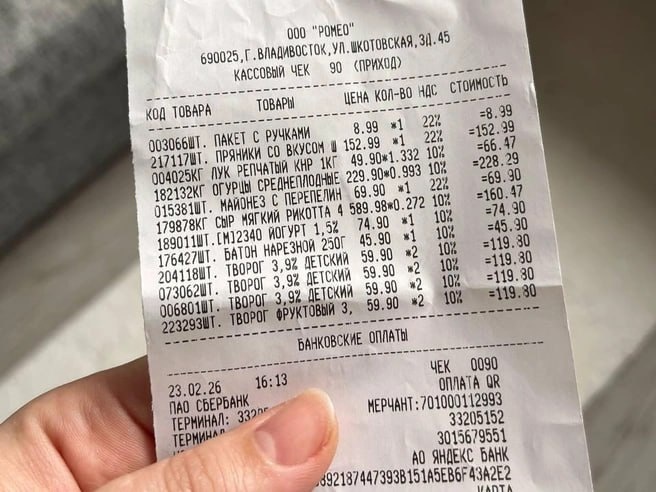 ООО "РОМЕО"
690025,Г.ВЛАДИВОСТОК,УЛ.ШКОТОВСКАЯ,ЗД.45
КАССОВЫЙ ЧЕК 90 (ПРИХОД)
КОД ТОВАРА ТОВАРЫ ЦЕНА КОЛ-ВО НДС СТОИМОСТЬ
003066ШТ. ПАКЕТ С РУЧКАМИ 8.99 *1 22% =8.99
217117ШТ. ПРЯНИКИ СО ВКУСОМ Ш 152.99 *1 22% =152.99
004025КГ ЛУК РЕПЧАТЫЙ КНР 1КГ 49.90*1.332 10% =66.47
182132КГ ОГУРЦЫ СРЕДНЕПЛОДНЫЕ 229.90*0.993 10% =228.29
015381ШТ. МАЙОНЕЗ С ПЕРЕПЕЛИН 69.90 *1 22% =69.90
179878КГ СЫР МЯГКИЙ РИКОТТА 4 589.98*0.272 10% =160.47
189011ШТ.[М]2340 ЙОГУРТ 1,5% 74.90 *1 10% =74.90
176427ШТ. БАТОН НАРЕЗНОЙ 250Г 45.90 *1 10% =45.90
204118ШТ. ТВОРОГ 3,9% ДЕТСКИЙ 59.90 *2 10% =119.80
073062ШТ. ТВОРОГ 3,9% ДЕТСКИЙ 59.90 *2 10% =119.80
006801ШТ. ТВОРОГ 3,9% ДЕТСКИЙ 59.90 *2 10% =119.80
223293ШТ. ТВОРОГ ФРУКТОВЫЙ 3, 59.90 *2 10% =119.80
БАНКОВСКИЕ ОПЛАТЫ
ЧЕК 0090
23.02.26 16:13 ОПЛАТА QR
ПАО СБЕРБАНК МЕРЧАНТ:701000112993
ТЕРМИНАЛ: 33205152
ТЕРМИНАЛ 3015679551
АО ЯНДЕКС БАНК
892187447393B151A5EB6F43A2E2
КАРТА